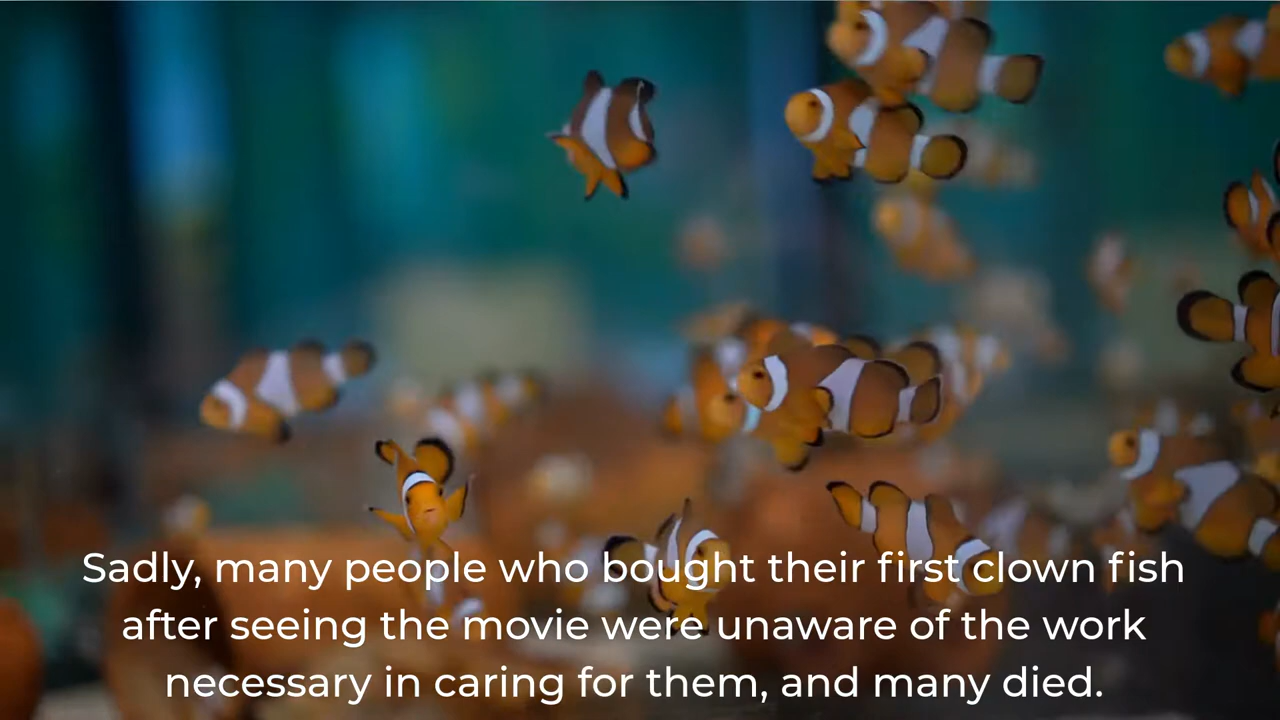 Sadly, many people who bought their first clown fish
after seeing the movie were unaware of the work
necessary in caring for them, and many died.